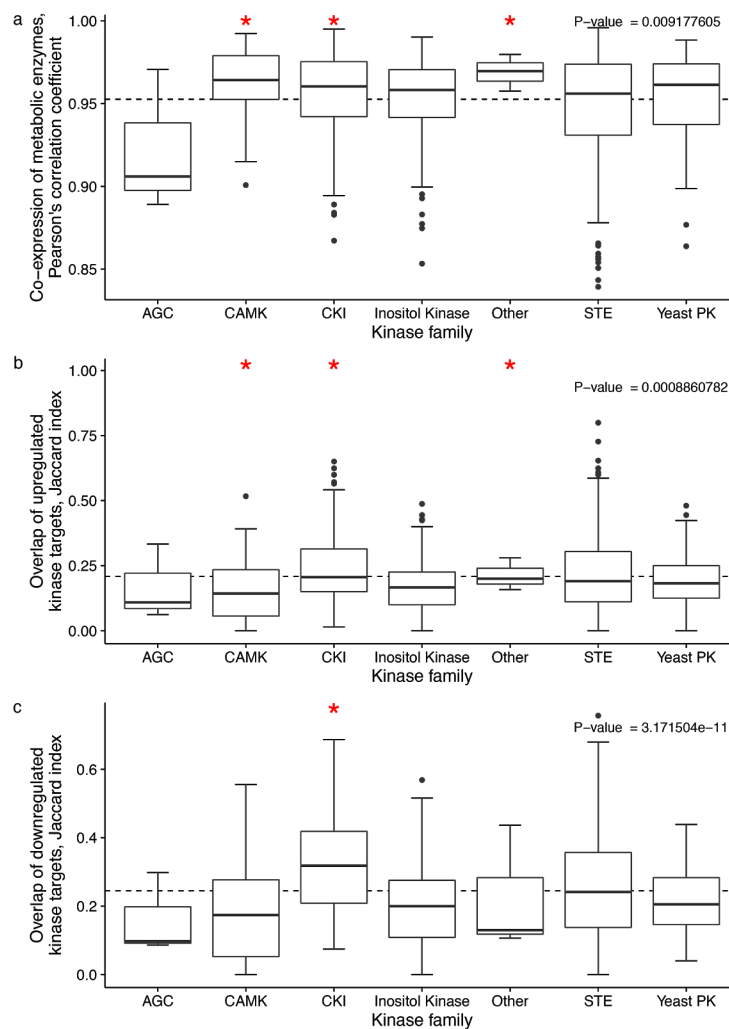 a
P−value = 0.009177605
Co−expression of metabolic enzymes,
Pearson's correlation coefficient
1.00
0.95
0.90
0.85
* * *
AGC CAMK CKI Inositol Kinase Other STE Yeast PK
Kinase family
b
P−value = 0.0008860782
Overlap of upregulated
kinase targets, Jaccard index
1.00
0.75
0.50
0.25
0.00
* * *
AGC CAMK CKI Inositol Kinase Other STE Yeast PK
Kinase family
c
P−value = 3.171504e−11
Overlap of downregulated
kinase targets, Jaccard index
0.6
0.4
0.2
0.0
*
AGC CAMK CKI Inositol Kinase Other STE Yeast PK
Kinase family